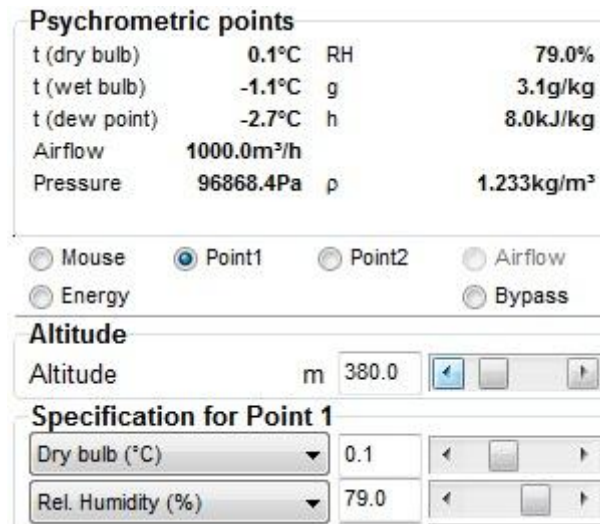 Psychrometric points
t (dry bulb) 0.1°C RH 79.0%
t (wet bulb) -1.1°C g 3.1g/kg
t (dew point) -2.7°C h 8.0kJ/kg
Airflow 1000.0m³/h
Pressure 96868.4Pa ρ 1.233kg/m³
Mouse Point1 Point2 Airflow
Energy Bypass
Altitude
Altitude m 380.0
Specification for Point 1
Dry bulb (°C) 0.1
Rel. Humidity (%) 79.0